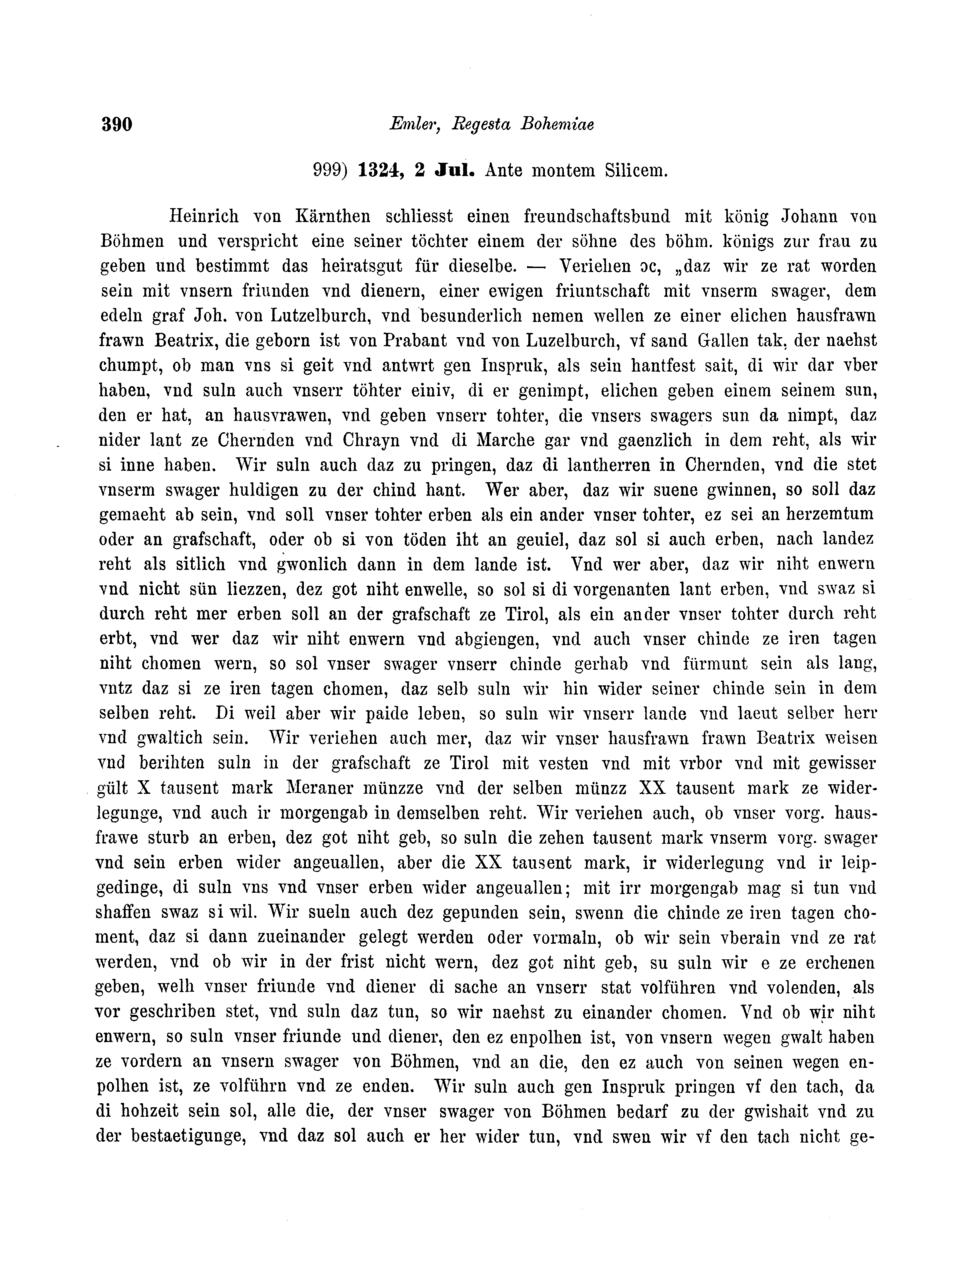 390 Emler, Regesta Bohemiae
999) 1324, 2 Jul. Ante montem Silicem.
Heinrich von Kärnthen schliesst einen freundschaftsbund mit könig Johann von
Böhmen und verspricht eine seiner töchter einem der söhne des böhm. königs zur frau zu
geben und bestimmt das heiratsgut für dieselbe. — Veriehen ɔc, „daz wir ze rat worden
sein mit vnsern friunden vnd dienern, einer ewigen friuntschaft mit vnserm swager, dem
edeln graf Joh. von Lutzelburch, vnd besunderlich nemen wellen ze einer elichen hausfrawn
frawn Beatrix, die geborn ist von Prabant vnd von Luzelburch, vf sand Gallen tak, der naehst
chumpt, ob man vns si geit vnd antwrt gen Inspruk, als sein hantfest sait, di wir dar vber
haben, vnd suln auch vnserr töhter einiv, di er genimpt, elichen geben einem seinem sun,
den er hat, an hausvrawen, vnd geben vnserr tohter, die vnsers swagers sun da nimpt, daz
nider lant ze Chernden vnd Chrayn vnd di Marche gar vnd gaenzlich in dem reht, als wir
si inne haben. Wir suln auch daz zu pringen, daz di lantherren in Chernden, vnd die stet
vnserm swager huldigen zu der chind hant. Wer aber, daz wir suene gwinnen, so soll daz
gemaeht ab sein, vnd soll vnser tohter erben als ein ander vnser tohter, ez sei an herzemtum
oder an grafschaft, oder ob si von töden iht an geuiel, daz sol si auch erben, nach landez
reht als sitlich vnd gwonlich dann in dem lande ist. Vnd wer aber, daz wir niht enwern
vnd nicht sün liezzen, dez got niht enwelle, so sol si di vorgenanten lant erben, vnd swaz si
durch reht mer erben soll an der grafschaft ze Tirol, als ein ander vnser tohter durch reht
erbt, vnd wer daz wir niht enwern vnd abgiengen, vnd auch vnser chinde ze iren tagen
niht chomen wern, so sol vnser swager vnserr chinde gerhab vnd fürmunt sein als lang,
vntz daz si ze iren tagen chomen, daz selb suln wir hin wider seiner chinde sein in dem
selben reht. Di weil aber wir paide leben, so suln wir vnserr lande vnd laeut selber herr
vnd gwaltich sein. Wir veriehen auch mer, daz wir vnser hausfrawn frawn Beatrix weisen
vnd berihten suln in der grafschaft ze Tirol mit vesten vnd mit vrbor vnd mit gewisser
gült X tausent mark Meraner münzze vnd der selben münzz XX tausent mark ze wider-
legunge, vnd auch ir morgengab in demselben reht. Wir veriehen auch, ob vnser vorg. haus-
frawe sturb an erben, dez got niht geb, so suln die zehen tausent mark vnserm vorg. swager
vnd sein erben wider angeuallen, aber die XX tausent mark, ir widerlegung vnd ir leip-
gedinge, di suln vns vnd vnser erben wider angeuallen; mit irr morgengab mag si tun vnd
shaffen swaz si wil. Wir sueln auch dez gepunden sein, swenn die chinde ze iren tagen cho-
ment, daz si dann zueinander gelegt werden oder vormaln, ob wir sein vberain vnd ze rat
werden, vnd ob wir in der frist nicht wern, dez got niht geb, su suln wir e ze erchenen
geben, welh vnser friunde vnd diener di sache an vnserr stat volführen vnd volenden, als
vor geschriben stet, vnd suln daz tun, so wir naehst zu einander chomen. Vnd ob wir niht
enwern, so suln vnser friunde und diener, den ez enpolhen ist, von vnsern wegen gwalt haben
ze vordern an vnsern swager von Böhmen, vnd an die, den ez auch von seinen wegen en-
polhen ist, ze volführn vnd ze enden. Wir suln auch gen Inspruk pringen vf den tach, da
di hohzeit sein sol, alle die, der vnser swager von Böhmen bedarf zu der gwishait vnd zu
der bestaetigunge, vnd daz sol auch er her wider tun, vnd swen wir vf den tach nicht ge-